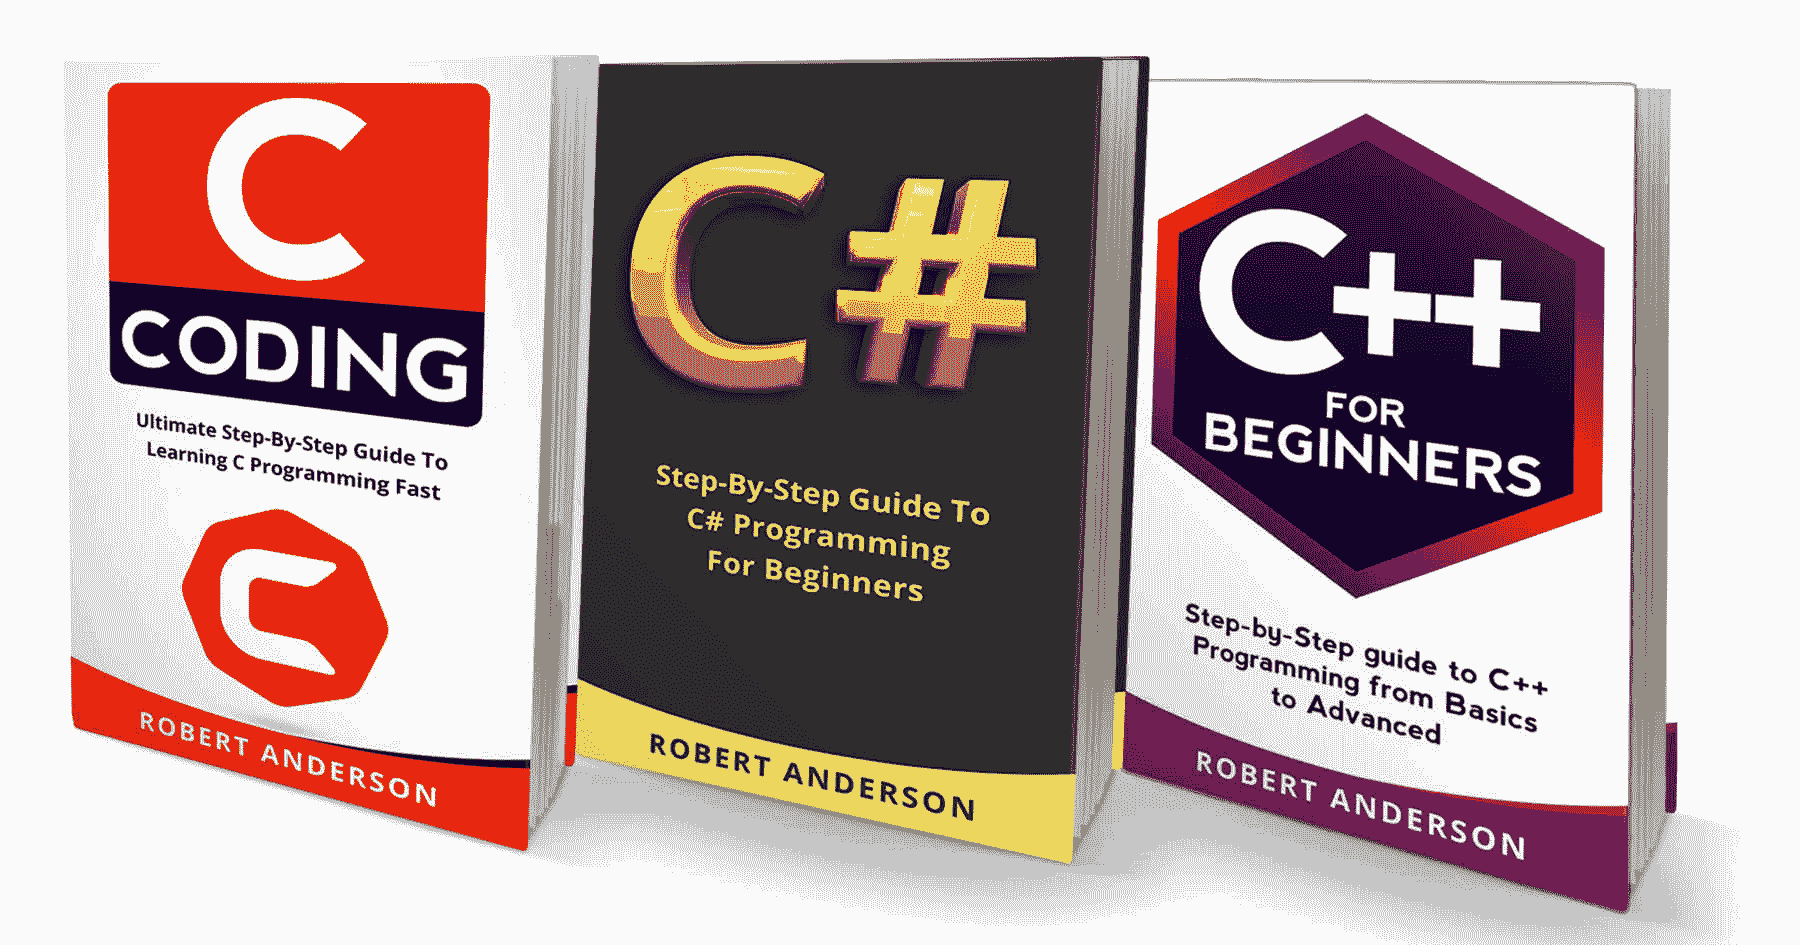 C
CODING
Ultimate Step-By-Step Guide To
Learning C Programming Fast
C
ROBERT ANDERSON
C#
Step-By-Step Guide To
C# Programming
For Beginners
ROBERT ANDERSON
C++
FOR
BEGINNERS
Step-by-Step guide to C++
Programming from Basics
to Advanced
ROBERT ANDERSON